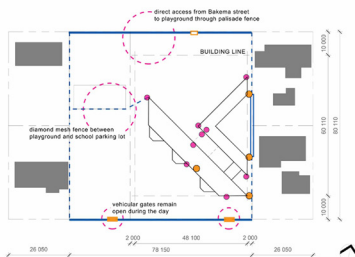 direct access from Bakema street
to playground through palisade fence
BUILDING LINE
10 000
60 110
80 110
diamond mesh fence between
playground and school parking lot
vehicular gates remain
open during the day
10 000
2 000
48 100
2 000
26 050
78 150
26 050